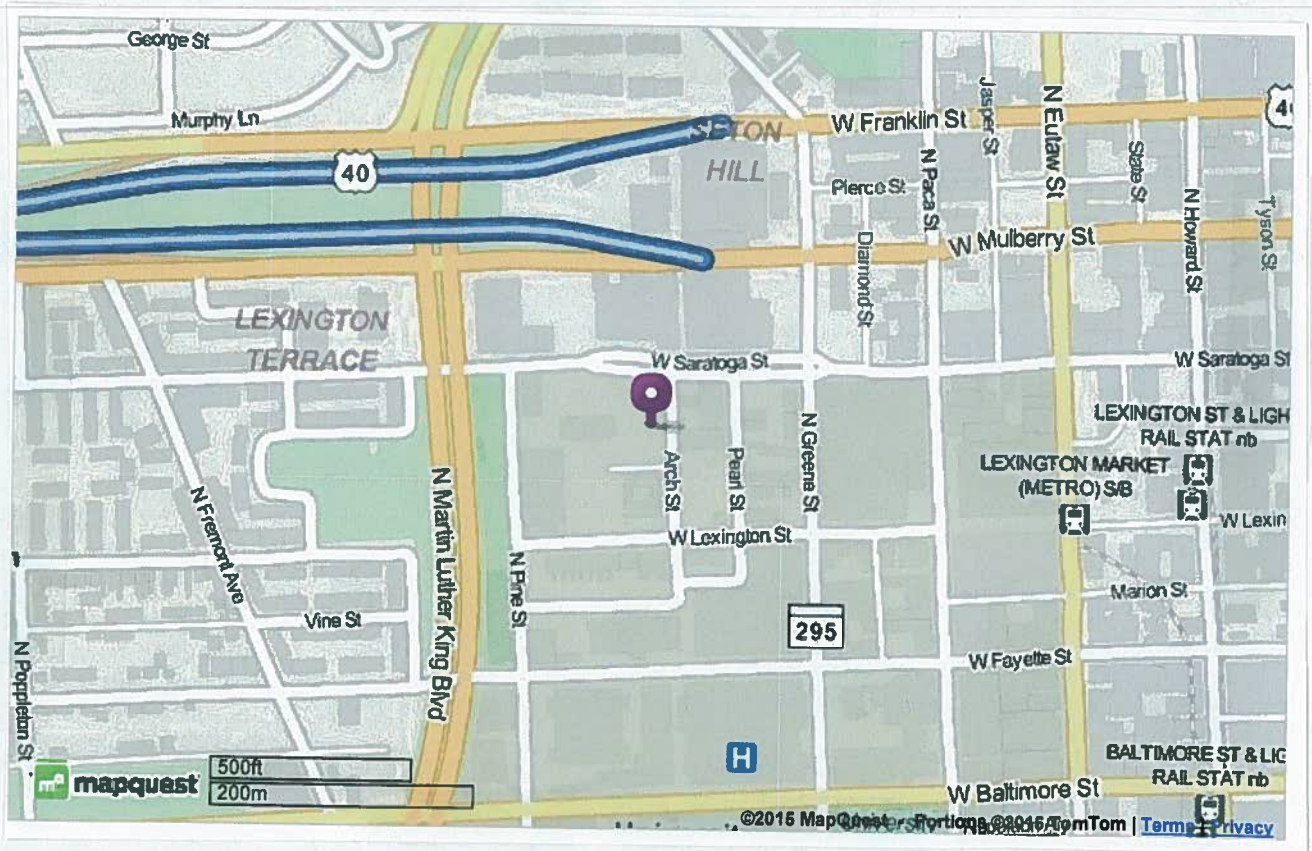 George St
Murphy Ln
40
SETON
HILL
W Franklin St
Jasper St
N Eutaw St
State St
N Howard St
Tyson St
Pierce St
N Paca St
Diamond St
W Mulberry St
LEXINGTON
TERRACE
W Saratoga St
W Saratoga St
LEXINGTON ST & LIGH
RAIL STAT nb
LEXINGTON MARKET
(METRO) S/B
W Lexin
N Greene St
Pearl St
Arch St
W Lexington St
N Fremont Ave
N Martin Luther King Blvd
N Pine St
Marion St
Vine St
295
W Fayette St
N Poppleton St
H
BALTIMORE ST & LIG
RAIL STAT nb
W Baltimore St
mapquest
500ft
200m
©2015 MapQuest - Portions ©2015 TomTom | Terms | Privacy